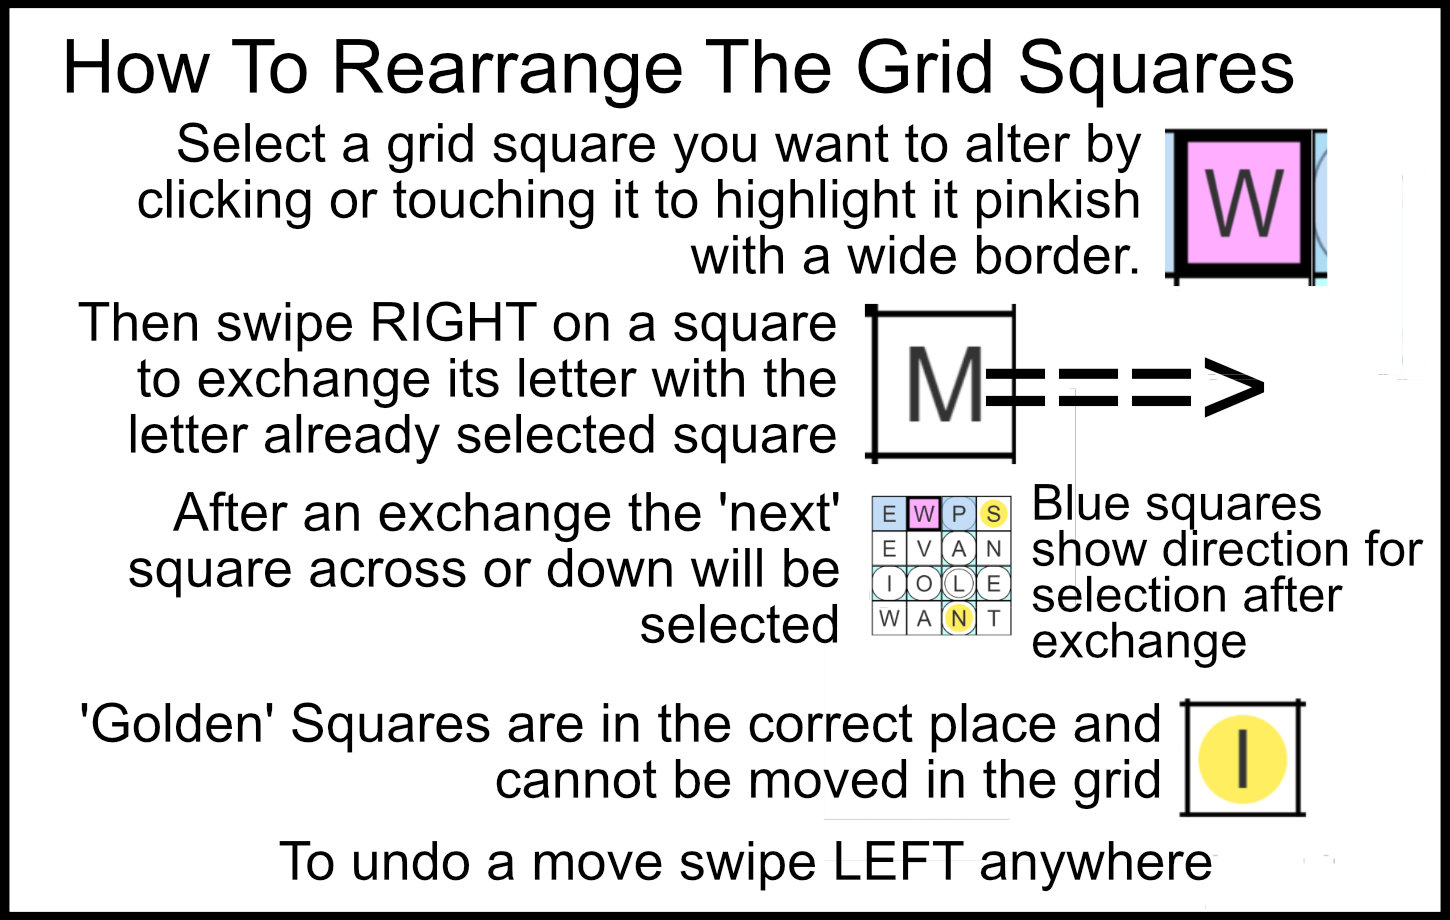 How To Rearrange The Grid Squares
Select a grid square you want to alter by
clicking or touching it to highlight it pinkish
with a wide border.
W
Then swipe RIGHT on a square
to exchange its letter with the
letter already selected square
M===>
After an exchange the 'next'
square across or down will be
selected
E W P S
E V A N
I O L E
W A N T
Blue squares
show direction for
selection after
exchange
'Golden' Squares are in the correct place and
cannot be moved in the grid
I
To undo a move swipe LEFT anywhere